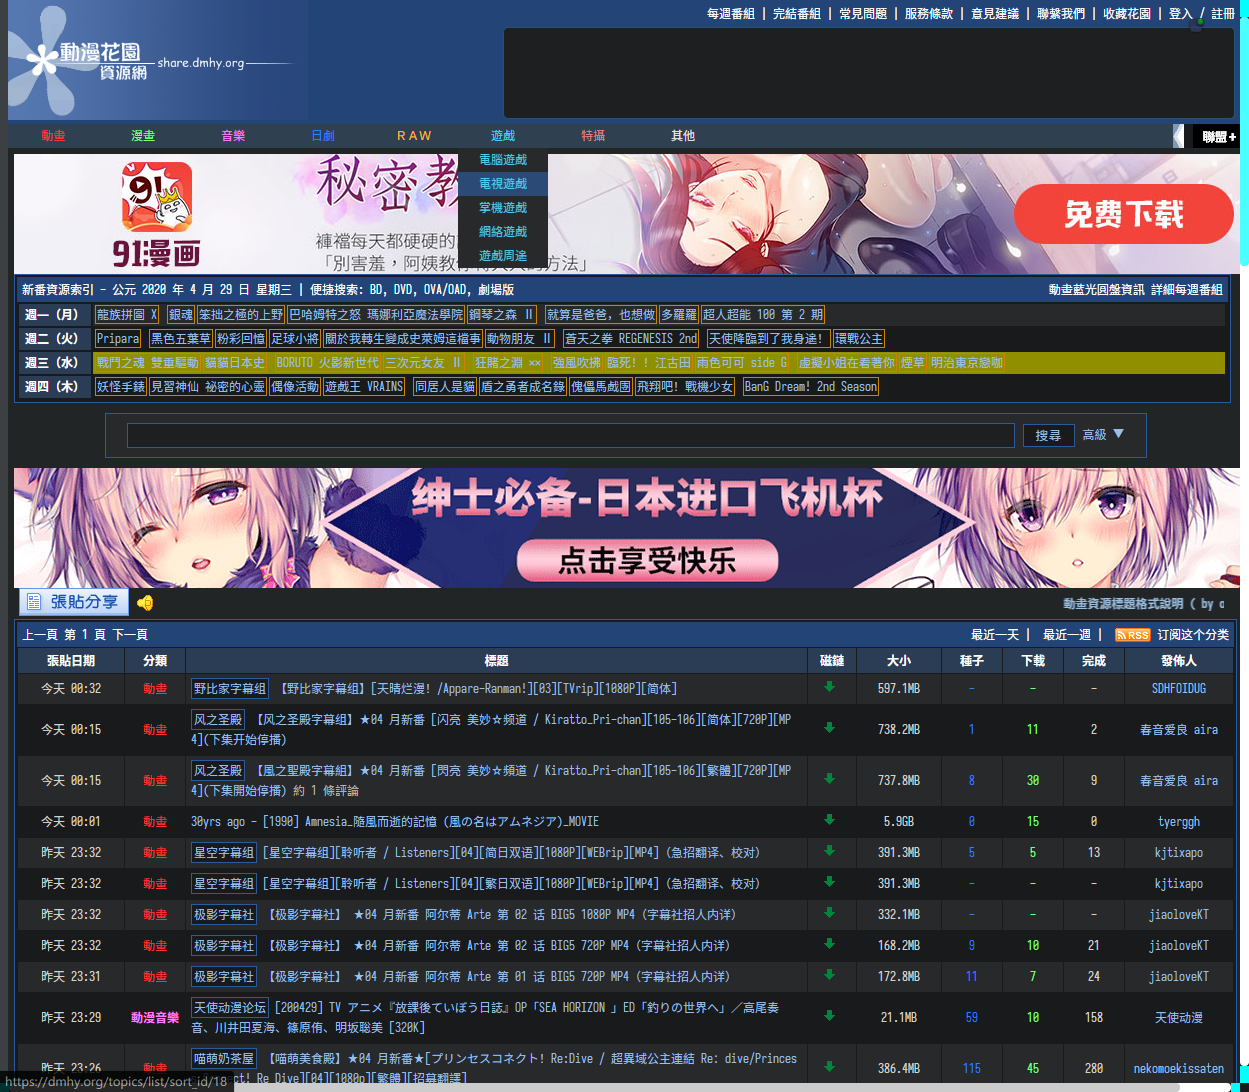 每週番組 | 完結番組 | 常見問題 | 服務條款 | 意見建議 | 聯繫我們 | 收藏花園 | 登入 / 註冊
動漫花園
資源網
share.dmhy.org
動畫 漫畫 音樂 日劇 RAW 遊戲 特攝 其他 聯盟+
電腦遊戲
電視遊戲
掌機遊戲
網絡遊戲
遊戲周邊
91
91漫画
秘密教
褲襠每天都硬硬的
「別害羞，阿姨教你 方法」
免费下载
新番資源索引 - 公元 2020 年 4 月 29 日 星期三 | 便捷搜索: BD, DVD, OVA/OAD, 劇場版 動畫藍光圓盤資訊 詳細每週番組
週一（月） 龍族拼圖 X 銀魂 笨拙之極的上野 巴哈姆特之怒 瑪娜利亞魔法學院 鋼琴之森 Ⅱ 就算是爸爸，也想做 多羅羅 超人超能 100 第 2 期
週二（火） Pripara 黑色五葉草 粉彩回憶 足球小將 關於我轉生變成史萊姆這檔事 動物朋友 Ⅱ 蒼天之拳 REGENESIS 2nd 天使降臨到了我身邊！ 環戰公主
週三（水） 戰鬥之魂 雙重驅動 貓貓日本史 BORUTO 火影新世代 三次元女友 Ⅱ 狂賭之淵 ×× 強風吹拂 臨死！！江古田 雨色可可 side G 虛擬小姐在看著你 煙草 明治東京戀伽
週四（木） 妖怪手錶 見習神仙 祕密的心靈 偶像活動 遊戲王 VRAINS 同居人是貓 盾之勇者成名錄 傀儡馬戲團 飛翔吧！戰機少女 BanG Dream! 2nd Season
搜尋 高級 ▼
绅士必备-日本进口飞机杯
点击享受快乐
張貼分享 動畫資源標題格式說明 ( by
上一頁 第 1 頁 下一頁 最近一天 | 最近一週 | RSS 订阅这个分类
張貼日期 分類 標題 磁鏈 大小 種子 下載 完成 發佈人
今天 00:32 動畫 野比家字幕组 【野比家字幕组】[天晴烂漫！/Appare-Ranman!][03][TVrip][1080P][简体] 597.1MB - - - SDHFOIDUG
今天 00:15 動畫 风之圣殿 【风之圣殿字幕组】★04 月新番 [闪亮 美妙☆频道 / Kiratto_Pri-chan][105-106][简体][720P][MP
4](下集开始停播) 738.2MB 1 11 2 春音爱良 aira
今天 00:15 動畫 风之圣殿 【風之聖殿字幕組】★04 月新番 [閃亮 美妙☆頻道 / Kiratto_Pri-chan][105-106][繁體][720P][MP
4](下集開始停播) 約 1 條評論 737.8MB 8 30 9 春音爱良 aira
今天 00:01 動畫 30yrs ago - [1990] Amnesia_隨風而逝的記憶 (風の名はアムネジア)_MOVIE 5.9GB 0 15 0 tyerggh
昨天 23:32 動畫 星空字幕组 [星空字幕组][聆听者 / Listeners][04][简日双语][1080P][WEBrip][MP4]（急招翻译、校对） 391.3MB 5 5 13 kjtixapo
昨天 23:32 動畫 星空字幕组 [星空字幕组][聆听者 / Listeners][04][繁日双语][1080P][WEBrip][MP4]（急招翻译、校对） 391.3MB - - - kjtixapo
昨天 23:32 動畫 极影字幕社 【极影字幕社】 ★04 月新番 阿尔蒂 Arte 第 02 话 BIG5 1080P MP4（字幕社招人内详） 332.1MB - - - jiaoloveKT
昨天 23:32 動畫 极影字幕社 【极影字幕社】 ★04 月新番 阿尔蒂 Arte 第 02 话 BIG5 720P MP4（字幕社招人内详） 168.2MB 9 10 21 jiaoloveKT
昨天 23:31 動畫 极影字幕社 【极影字幕社】 ★04 月新番 阿尔蒂 Arte 第 01 话 BIG5 720P MP4（字幕社招人内详） 172.8MB 11 7 24 jiaoloveKT
昨天 23:29 動漫音樂 天使动漫论坛 [200429] TV アニメ『放課後ていぼう日誌』OP「SEA HORIZON 」ED「釣りの世界へ」／高尾奏
音、川井田夏海、篠原侑、明坂聡美 [320K] 21.1MB 59 10 158 天使动漫
昨天 23:26 動畫 喵萌奶茶屋 【喵萌美食殿】★04 月新番★[プリンセスコネクト！Re:Dive / 超異域公主連結 Re: dive/Princes
ect! Re Dive][04][1080p][繁體][招募翻譯] 386.4MB 115 45 280 nekomoekissaten
https://dmhy.org/topics/list/sort_id/18